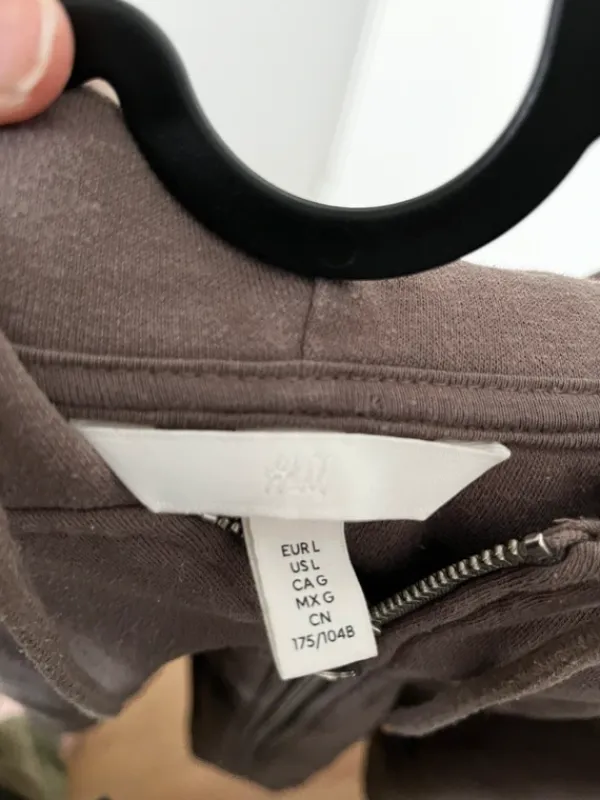 H&M
EUR L
US L
CA G
MX G
CN
175/104B